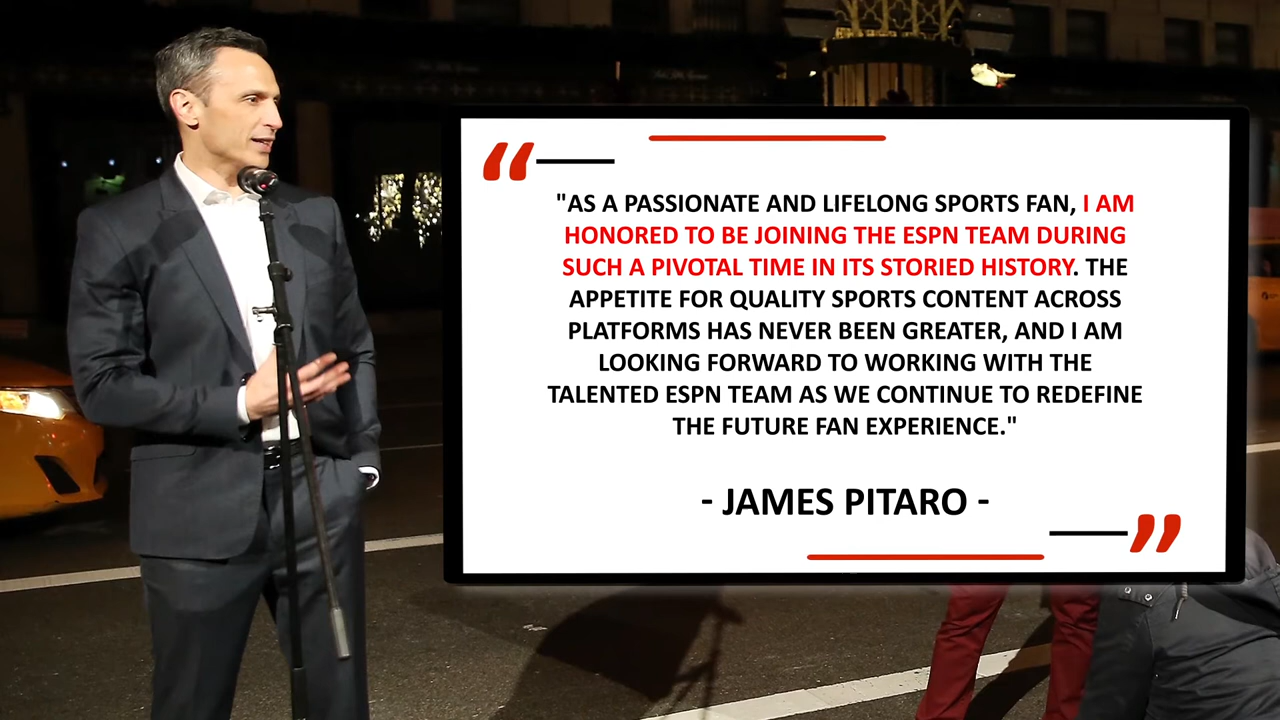 "AS A PASSIONATE AND LIFELONG SPORTS FAN, I AM
HONORED TO BE JOINING THE ESPN TEAM DURING
SUCH A PIVOTAL TIME IN ITS STORIED HISTORY. THE
APPETITE FOR QUALITY SPORTS CONTENT ACROSS
PLATFORMS HAS NEVER BEEN GREATER, AND I AM
LOOKING FORWARD TO WORKING WITH THE
TALENTED ESPN TEAM AS WE CONTINUE TO REDEFINE
THE FUTURE FAN EXPERIENCE."
- JAMES PITARO -